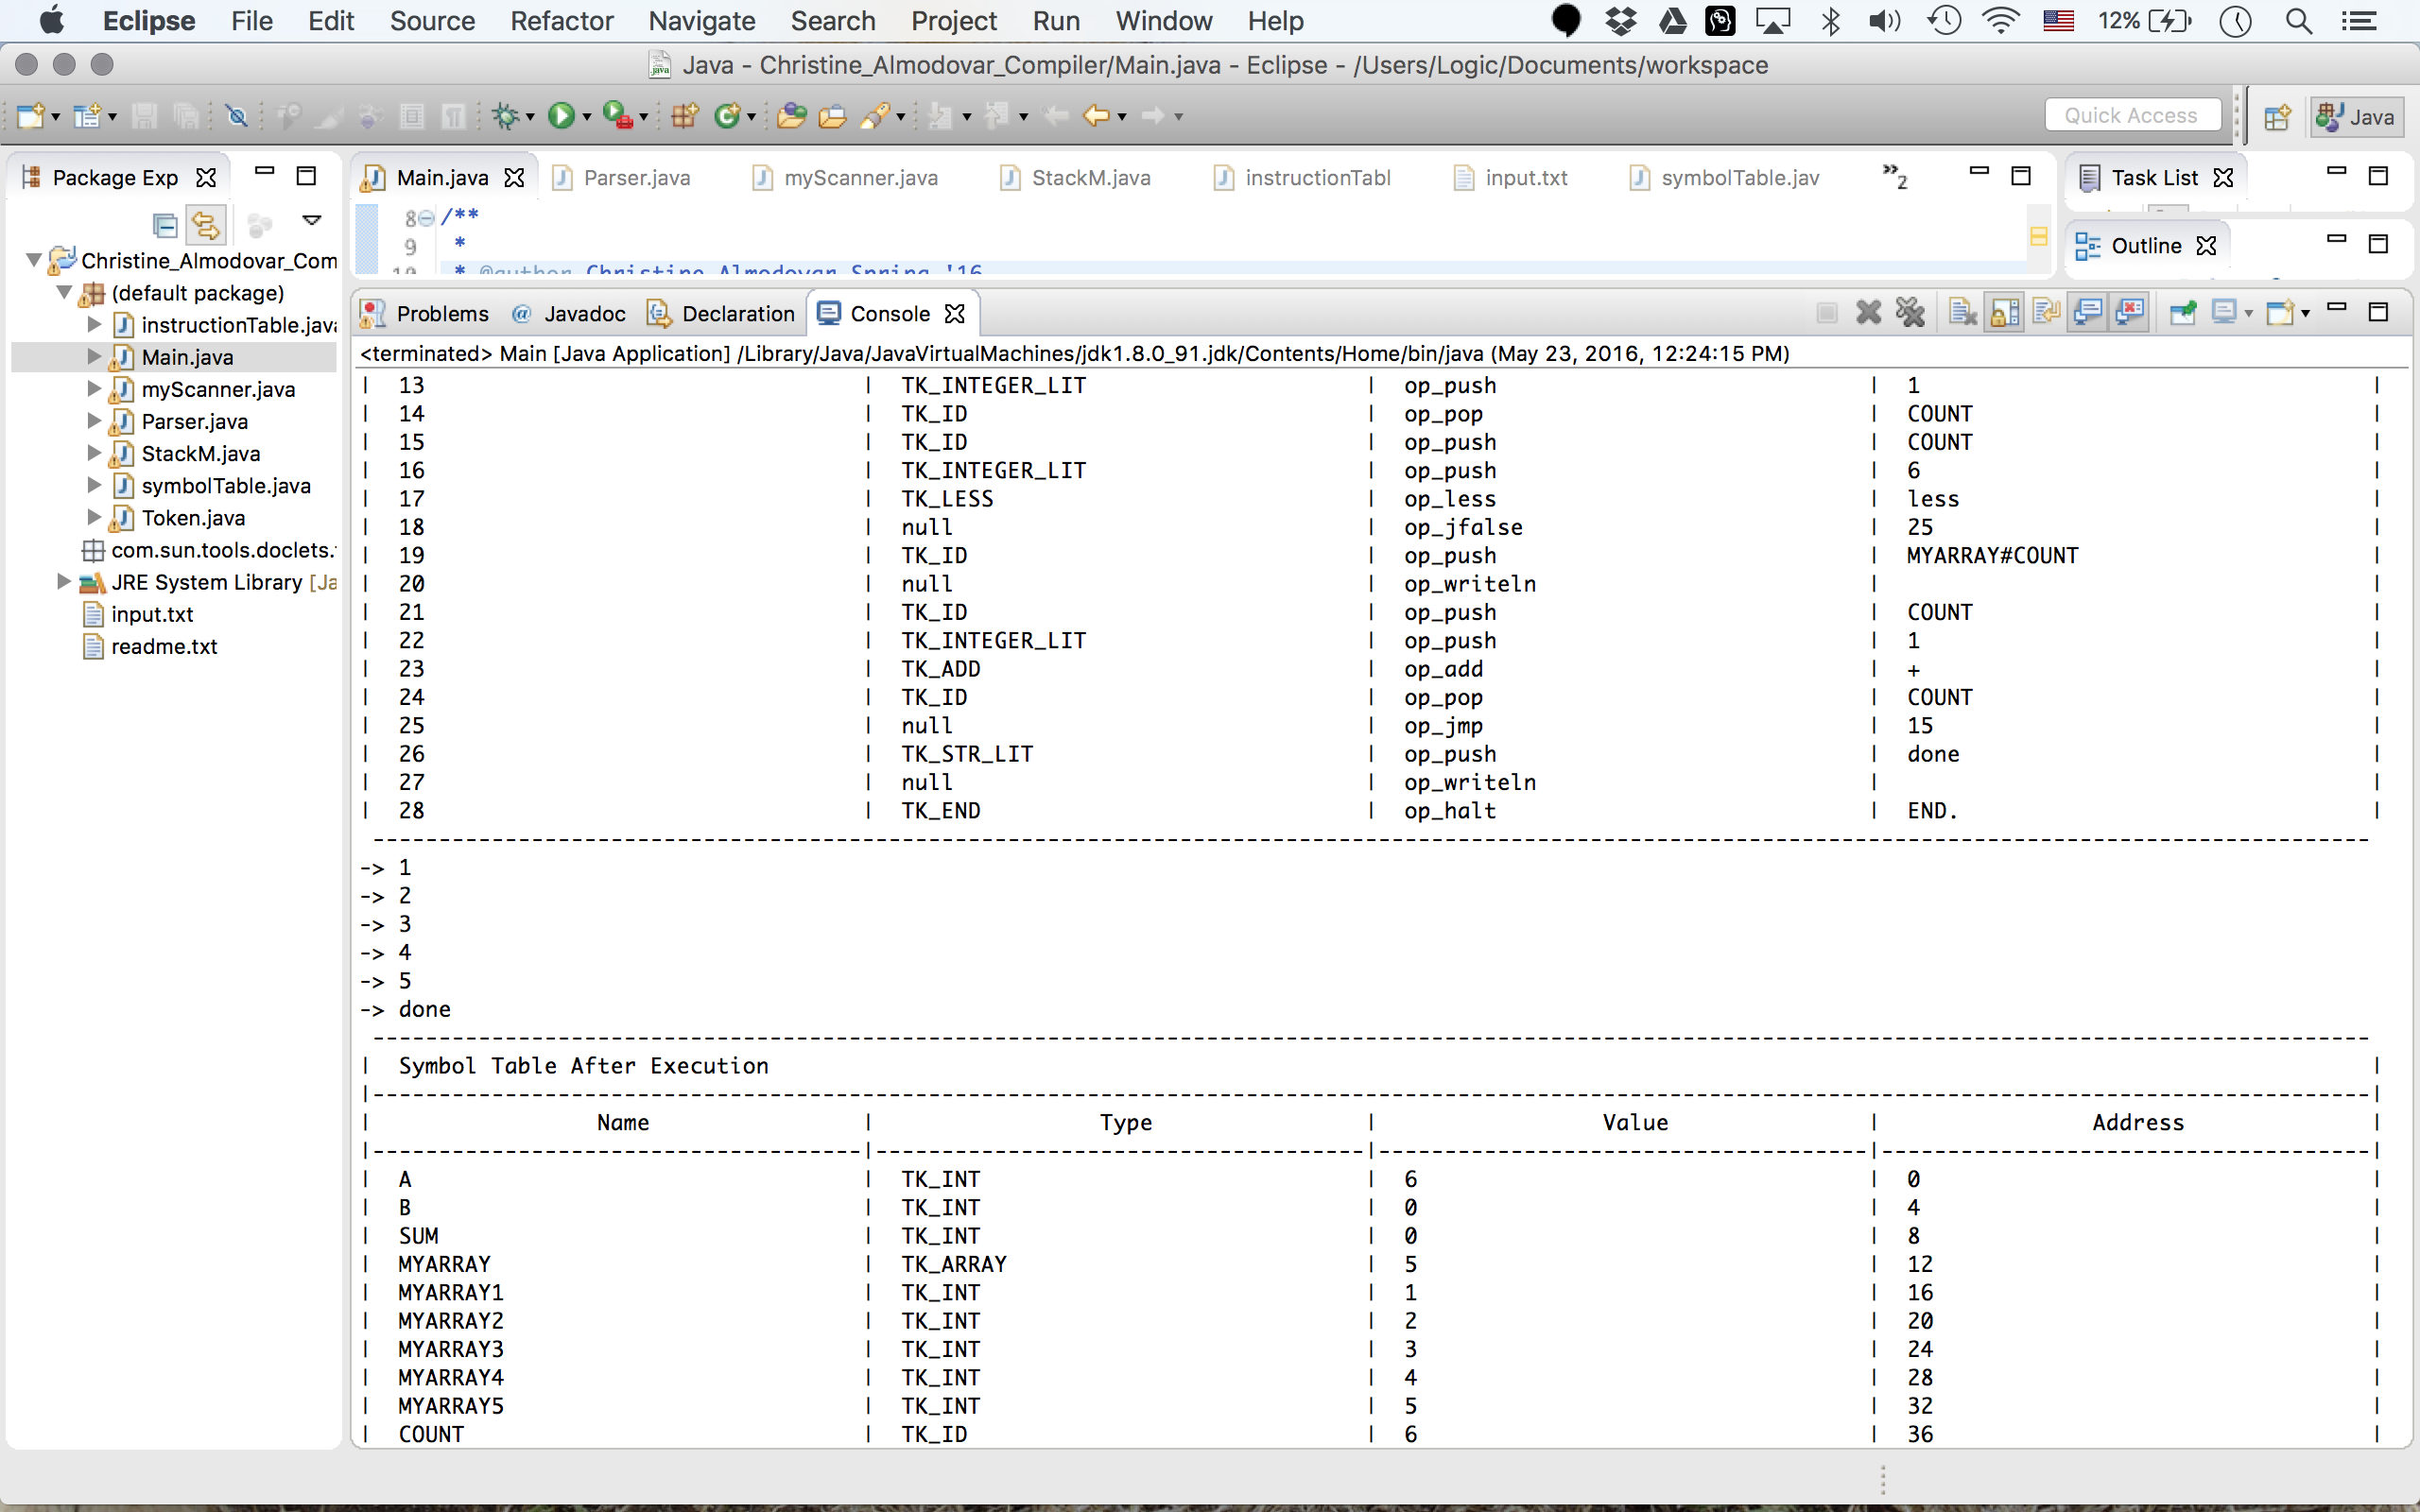 Eclipse File Edit Source Refactor Navigate Search Project Run Window Help 12%
Java - Christine_Almodovar_Compiler/Main.java - Eclipse - /Users/Logic/Documents/workspace
Quick Access Java
Package Exp
Main.java Parser.java myScanner.java StackM.java instructionTabl input.txt symbolTable.jav »2
Task List
Outline
8 /**
9 *
10 * @author Christine Almodovar Spring '16
Christine_Almodovar_Com
(default package)
instructionTable.java
Main.java
myScanner.java
Parser.java
StackM.java
symbolTable.java
Token.java
com.sun.tools.doclets.
JRE System Library [Ja
input.txt
readme.txt
Problems @ Javadoc Declaration Console
<terminated> Main [Java Application] /Library/Java/JavaVirtualMachines/jdk1.8.0_91.jdk/Contents/Home/bin/java (May 23, 2016, 12:24:15 PM)
| 13 | TK_INTEGER_LIT | op_push | 1 |
| 14 | TK_ID | op_pop | COUNT |
| 15 | TK_ID | op_push | COUNT |
| 16 | TK_INTEGER_LIT | op_push | 6 |
| 17 | TK_LESS | op_less | less |
| 18 | null | op_jfalse | 25 |
| 19 | TK_ID | op_push | MYARRAY#COUNT |
| 20 | null | op_writeln | |
| 21 | TK_ID | op_push | COUNT |
| 22 | TK_INTEGER_LIT | op_push | 1 |
| 23 | TK_ADD | op_add | + |
| 24 | TK_ID | op_pop | COUNT |
| 25 | null | op_jmp | 15 |
| 26 | TK_STR_LIT | op_push | done |
| 27 | null | op_writeln | |
| 28 | TK_END | op_halt | END. |
-> 1
-> 2
-> 3
-> 4
-> 5
-> done
| Symbol Table After Execution |
| Name | Type | Value | Address |
| A | TK_INT | 6 | 0 |
| B | TK_INT | 0 | 4 |
| SUM | TK_INT | 0 | 8 |
| MYARRAY | TK_ARRAY | 5 | 12 |
| MYARRAY1 | TK_INT | 1 | 16 |
| MYARRAY2 | TK_INT | 2 | 20 |
| MYARRAY3 | TK_INT | 3 | 24 |
| MYARRAY4 | TK_INT | 4 | 28 |
| MYARRAY5 | TK_INT | 5 | 32 |
| COUNT | TK_ID | 6 | 36 |